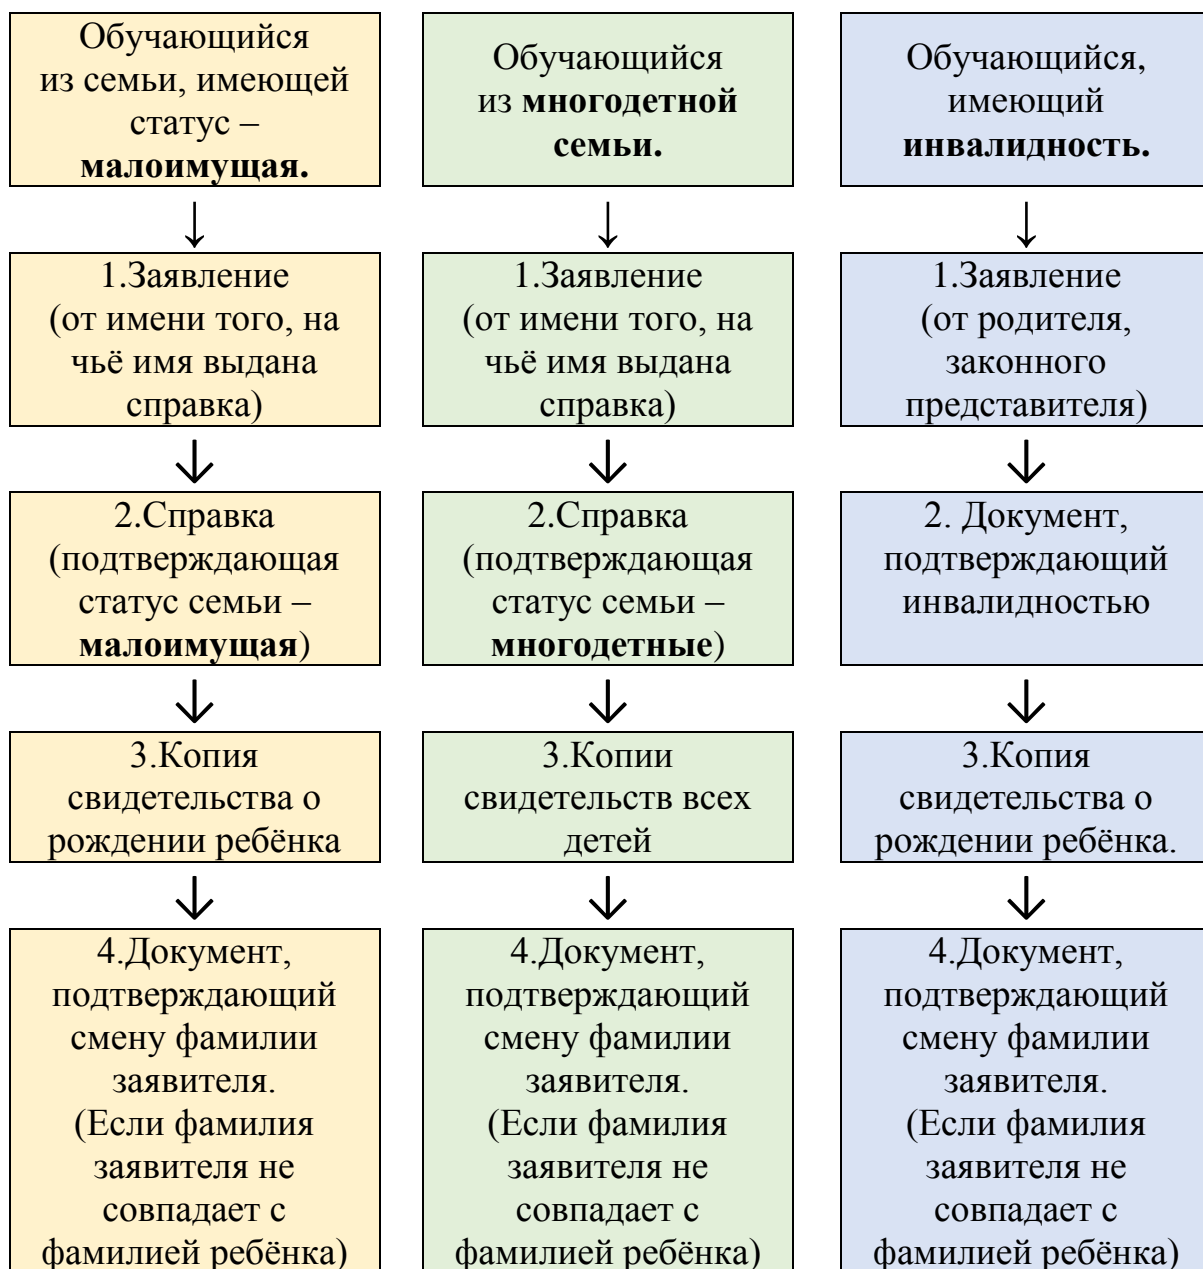 Обучающийся
из семьи, имеющей
статус –
малоимущая.
↓
1.Заявление
(от имени того, на
чьё имя выдана
справка)
↓
2.Справка
(подтверждающая
статус семьи –
малоимущая)
↓
3.Копия
свидетельства о
рождении ребёнка
↓
4.Документ,
подтверждающий
смену фамилии
заявителя.
(Если фамилия
заявителя не
совпадает с
фамилией ребёнка)
Обучающийся
из многодетной
семьи.
↓
1.Заявление
(от имени того, на
чьё имя выдана
справка)
↓
2.Справка
(подтверждающая
статус семьи –
многодетные)
↓
3.Копии
свидетельств всех
детей
↓
4.Документ,
подтверждающий
смену фамилии
заявителя.
(Если фамилия
заявителя не
совпадает с
фамилией ребёнка)
Обучающийся,
имеющий
инвалидность.
↓
1.Заявление
(от родителя,
законного
представителя)
↓
2. Документ,
подтверждающий
инвалидностью
↓
3.Копия
свидетельства о
рождении ребёнка.
↓
4.Документ,
подтверждающий
смену фамилии
заявителя.
(Если фамилия
заявителя не
совпадает с
фамилией ребёнка)